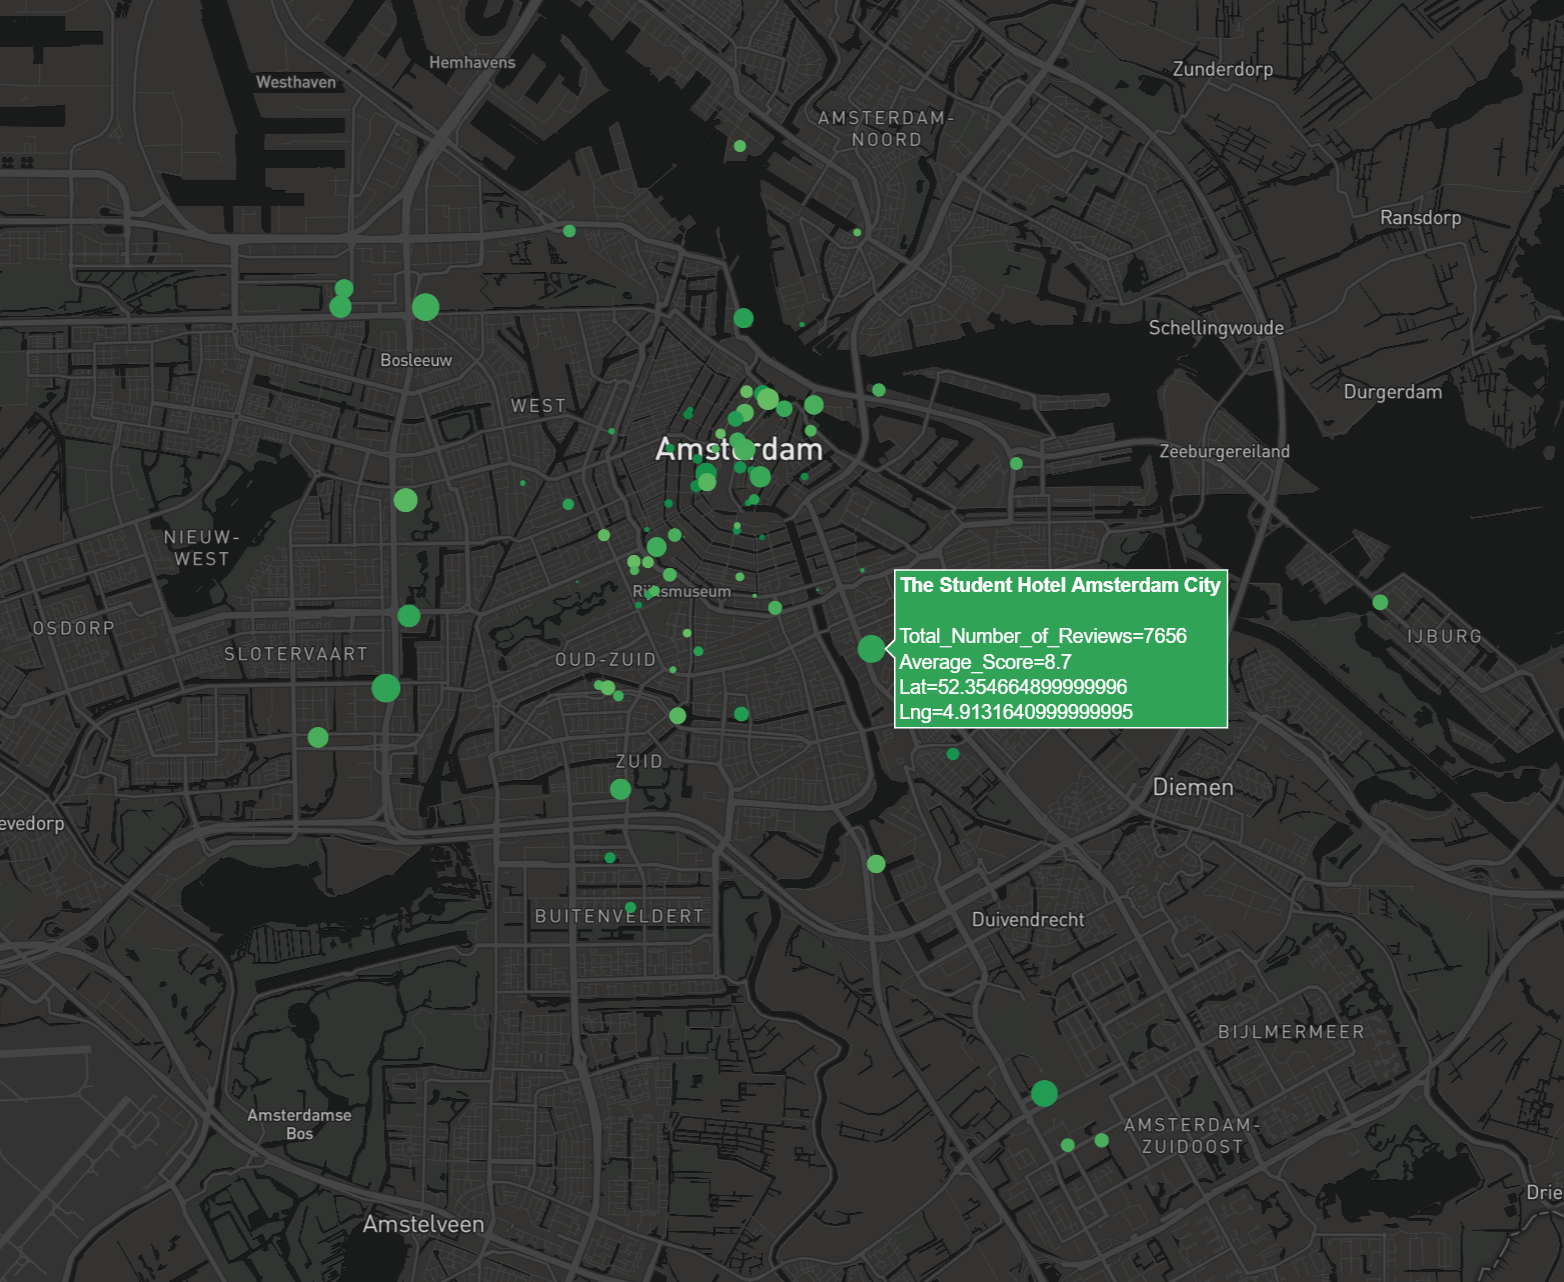 Hemhavens
Westhaven
Zunderdorp
AMSTERDAM-
NOORD
Ransdorp
Schellingwoude
Bosleeuw
Durgerdam
WEST
Amsterdam
Zeeburgereiland
NIEUW-
WEST
The Student Hotel Amsterdam City
Total_Number_of_Reviews=7656
Average_Score=8.7
Lat=52.354664899999996
Lng=4.9131640999999995
Rijksmuseum
OSDORP
IJBURG
SLOTERVAART
OUD-ZUID
ZUID
Diemen
evedorp
BUITENVELDERT
Duivendrecht
BIJLMERMEER
Amsterdamse
Bos
AMSTERDAM-
ZUIDOOST
Drie
Amstelveen